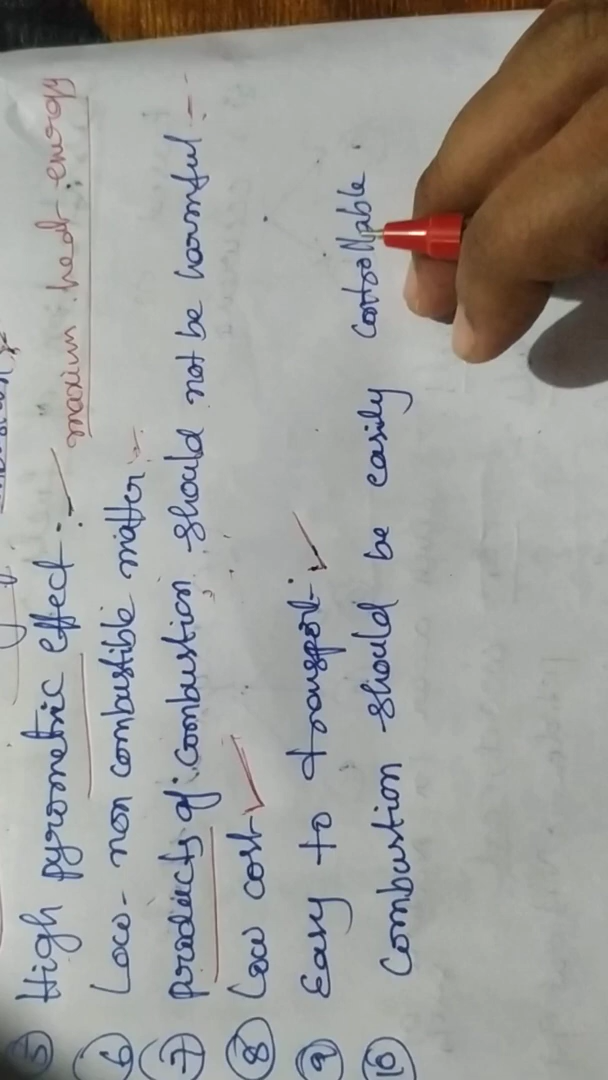 5 High pyrometric effect :- maxium heat energy
6 Low- non combustible matter :-
7 products of combustion should not be harmful :-
8 Low cost
9 Easy to transport :-
10 Combustion should be easily controllable